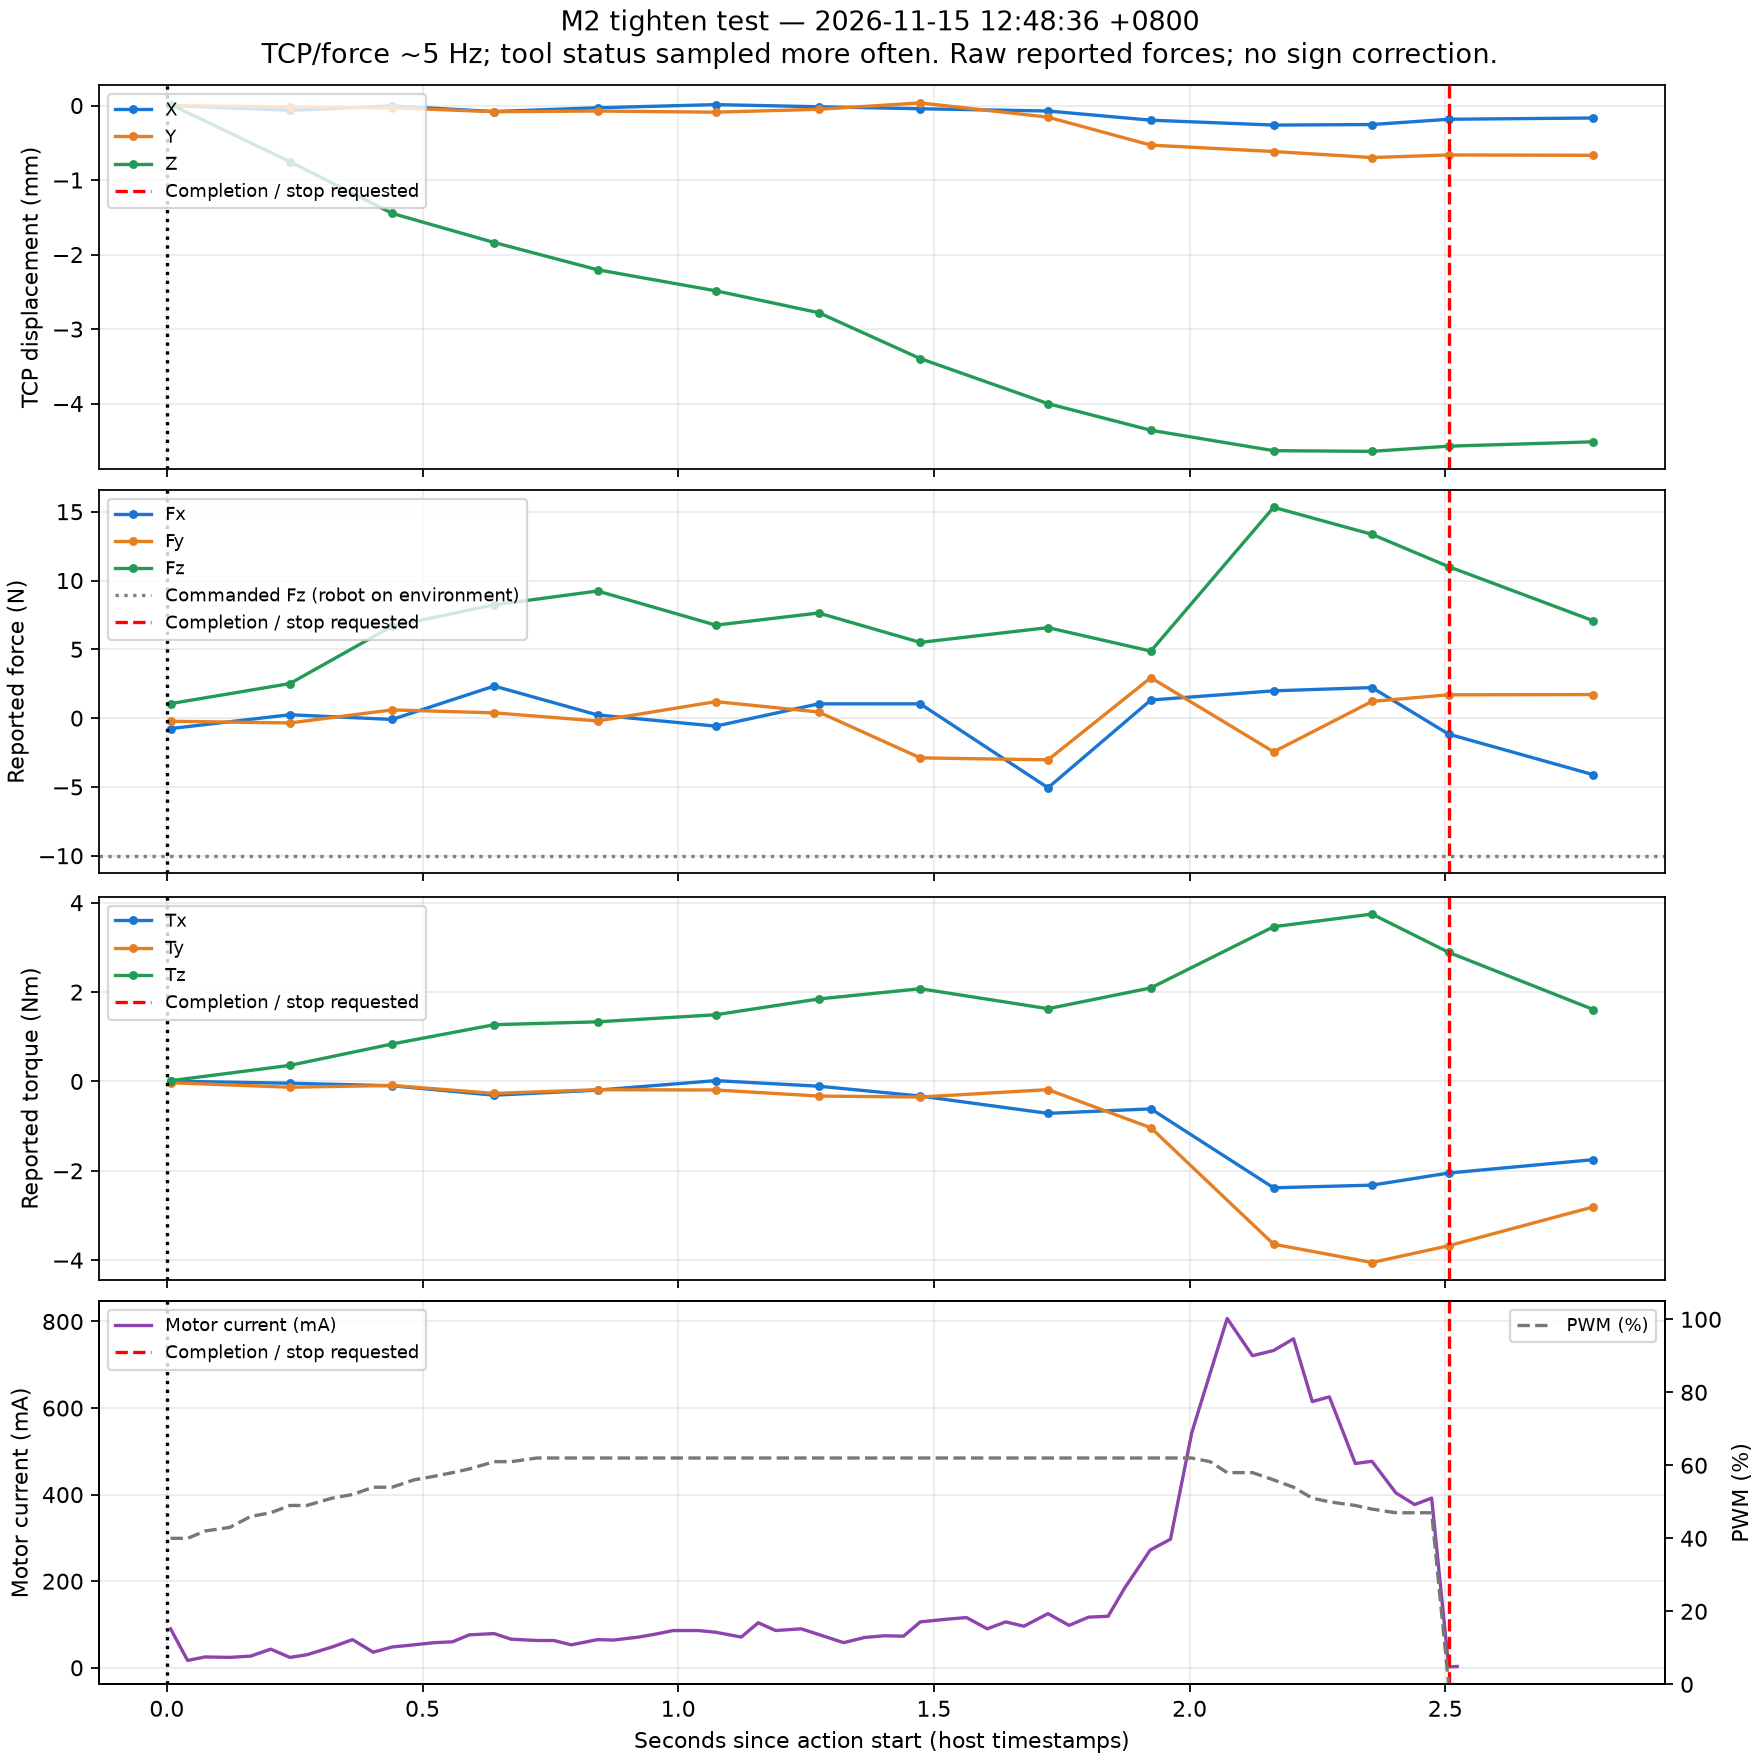 M2 tighten test — 2026-11-15 12:48:36 +0800
TCP/force ~5 Hz; tool status sampled more often. Raw reported forces; no sign correction.
TCP displacement (mm)
0
−1
−2
−3
−4
X
Y
Z
Completion / stop requested
Reported force (N)
15
10
5
0
−5
−10
Fx
Fy
Fz
Commanded Fz (robot on environment)
Completion / stop requested
Reported torque (Nm)
4
2
0
−2
−4
Tx
Ty
Tz
Completion / stop requested
Motor current (mA)
800
600
400
200
0
Motor current (mA)
Completion / stop requested
PWM (%)
100
80
60
40
20
0
PWM (%)
0.0 0.5 1.0 1.5 2.0 2.5
Seconds since action start (host timestamps)